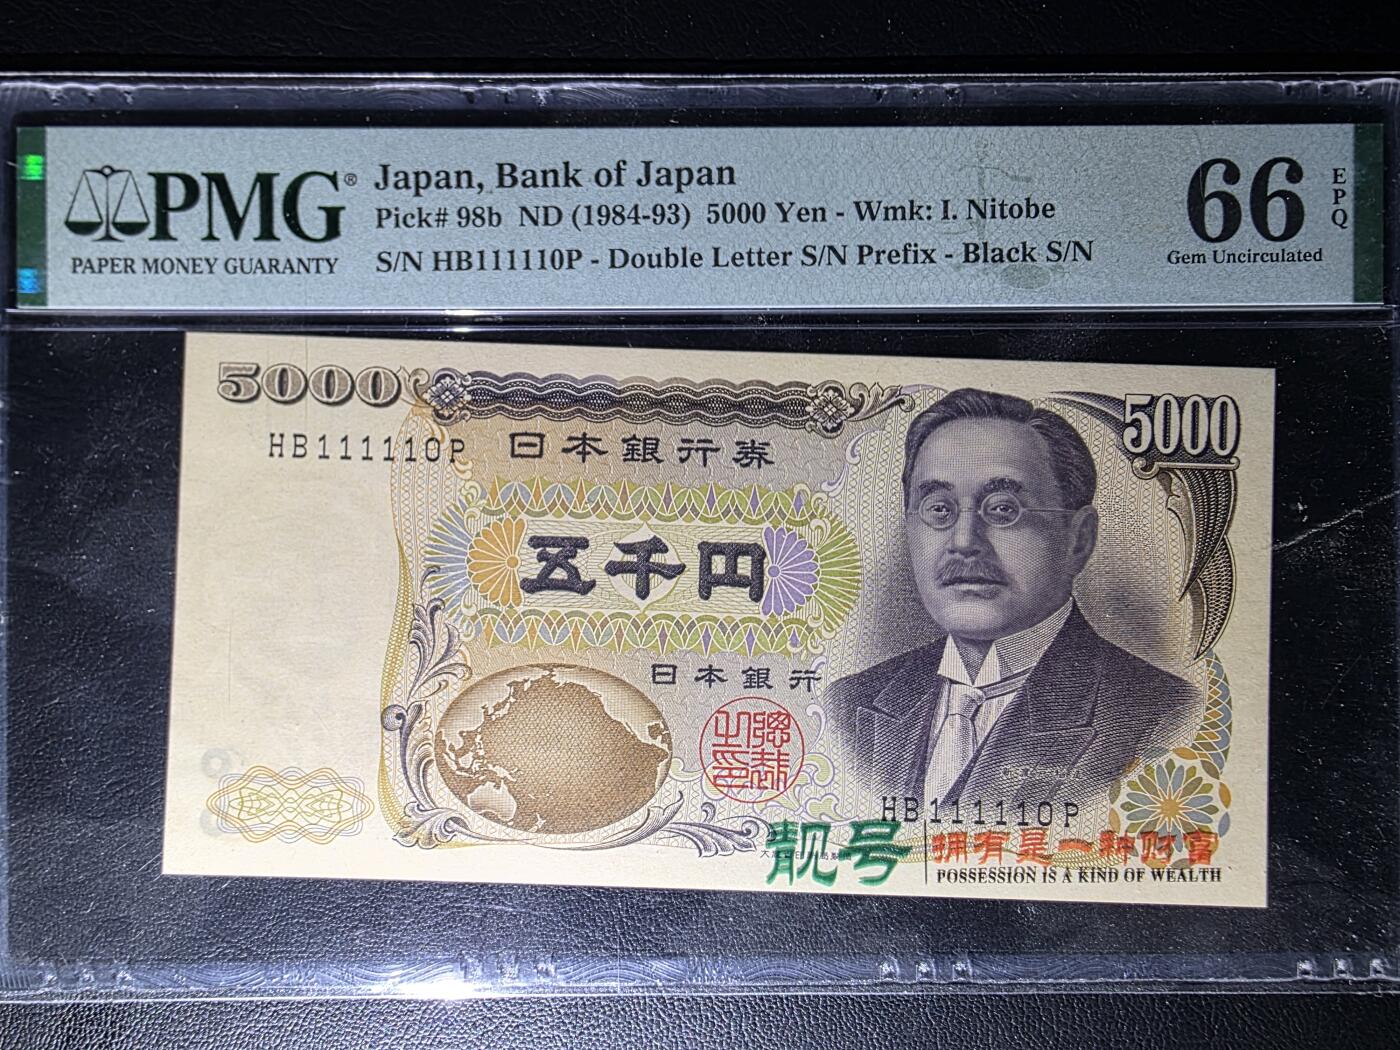 PMG®
PAPER MONEY GUARANTY
Japan, Bank of Japan
Pick# 98b ND (1984-93) 5000 Yen - Wmk: I. Nitobe
S/N HB111110P - Double Letter S/N Prefix - Black S/N
66
EPQ
Gem Uncirculated
5000
5000
HB111110P
日本銀行券
五千円
日本銀行
HB111110P
靓号
拥有是一种财富
POSSESSION IS A KIND OF WEALTH